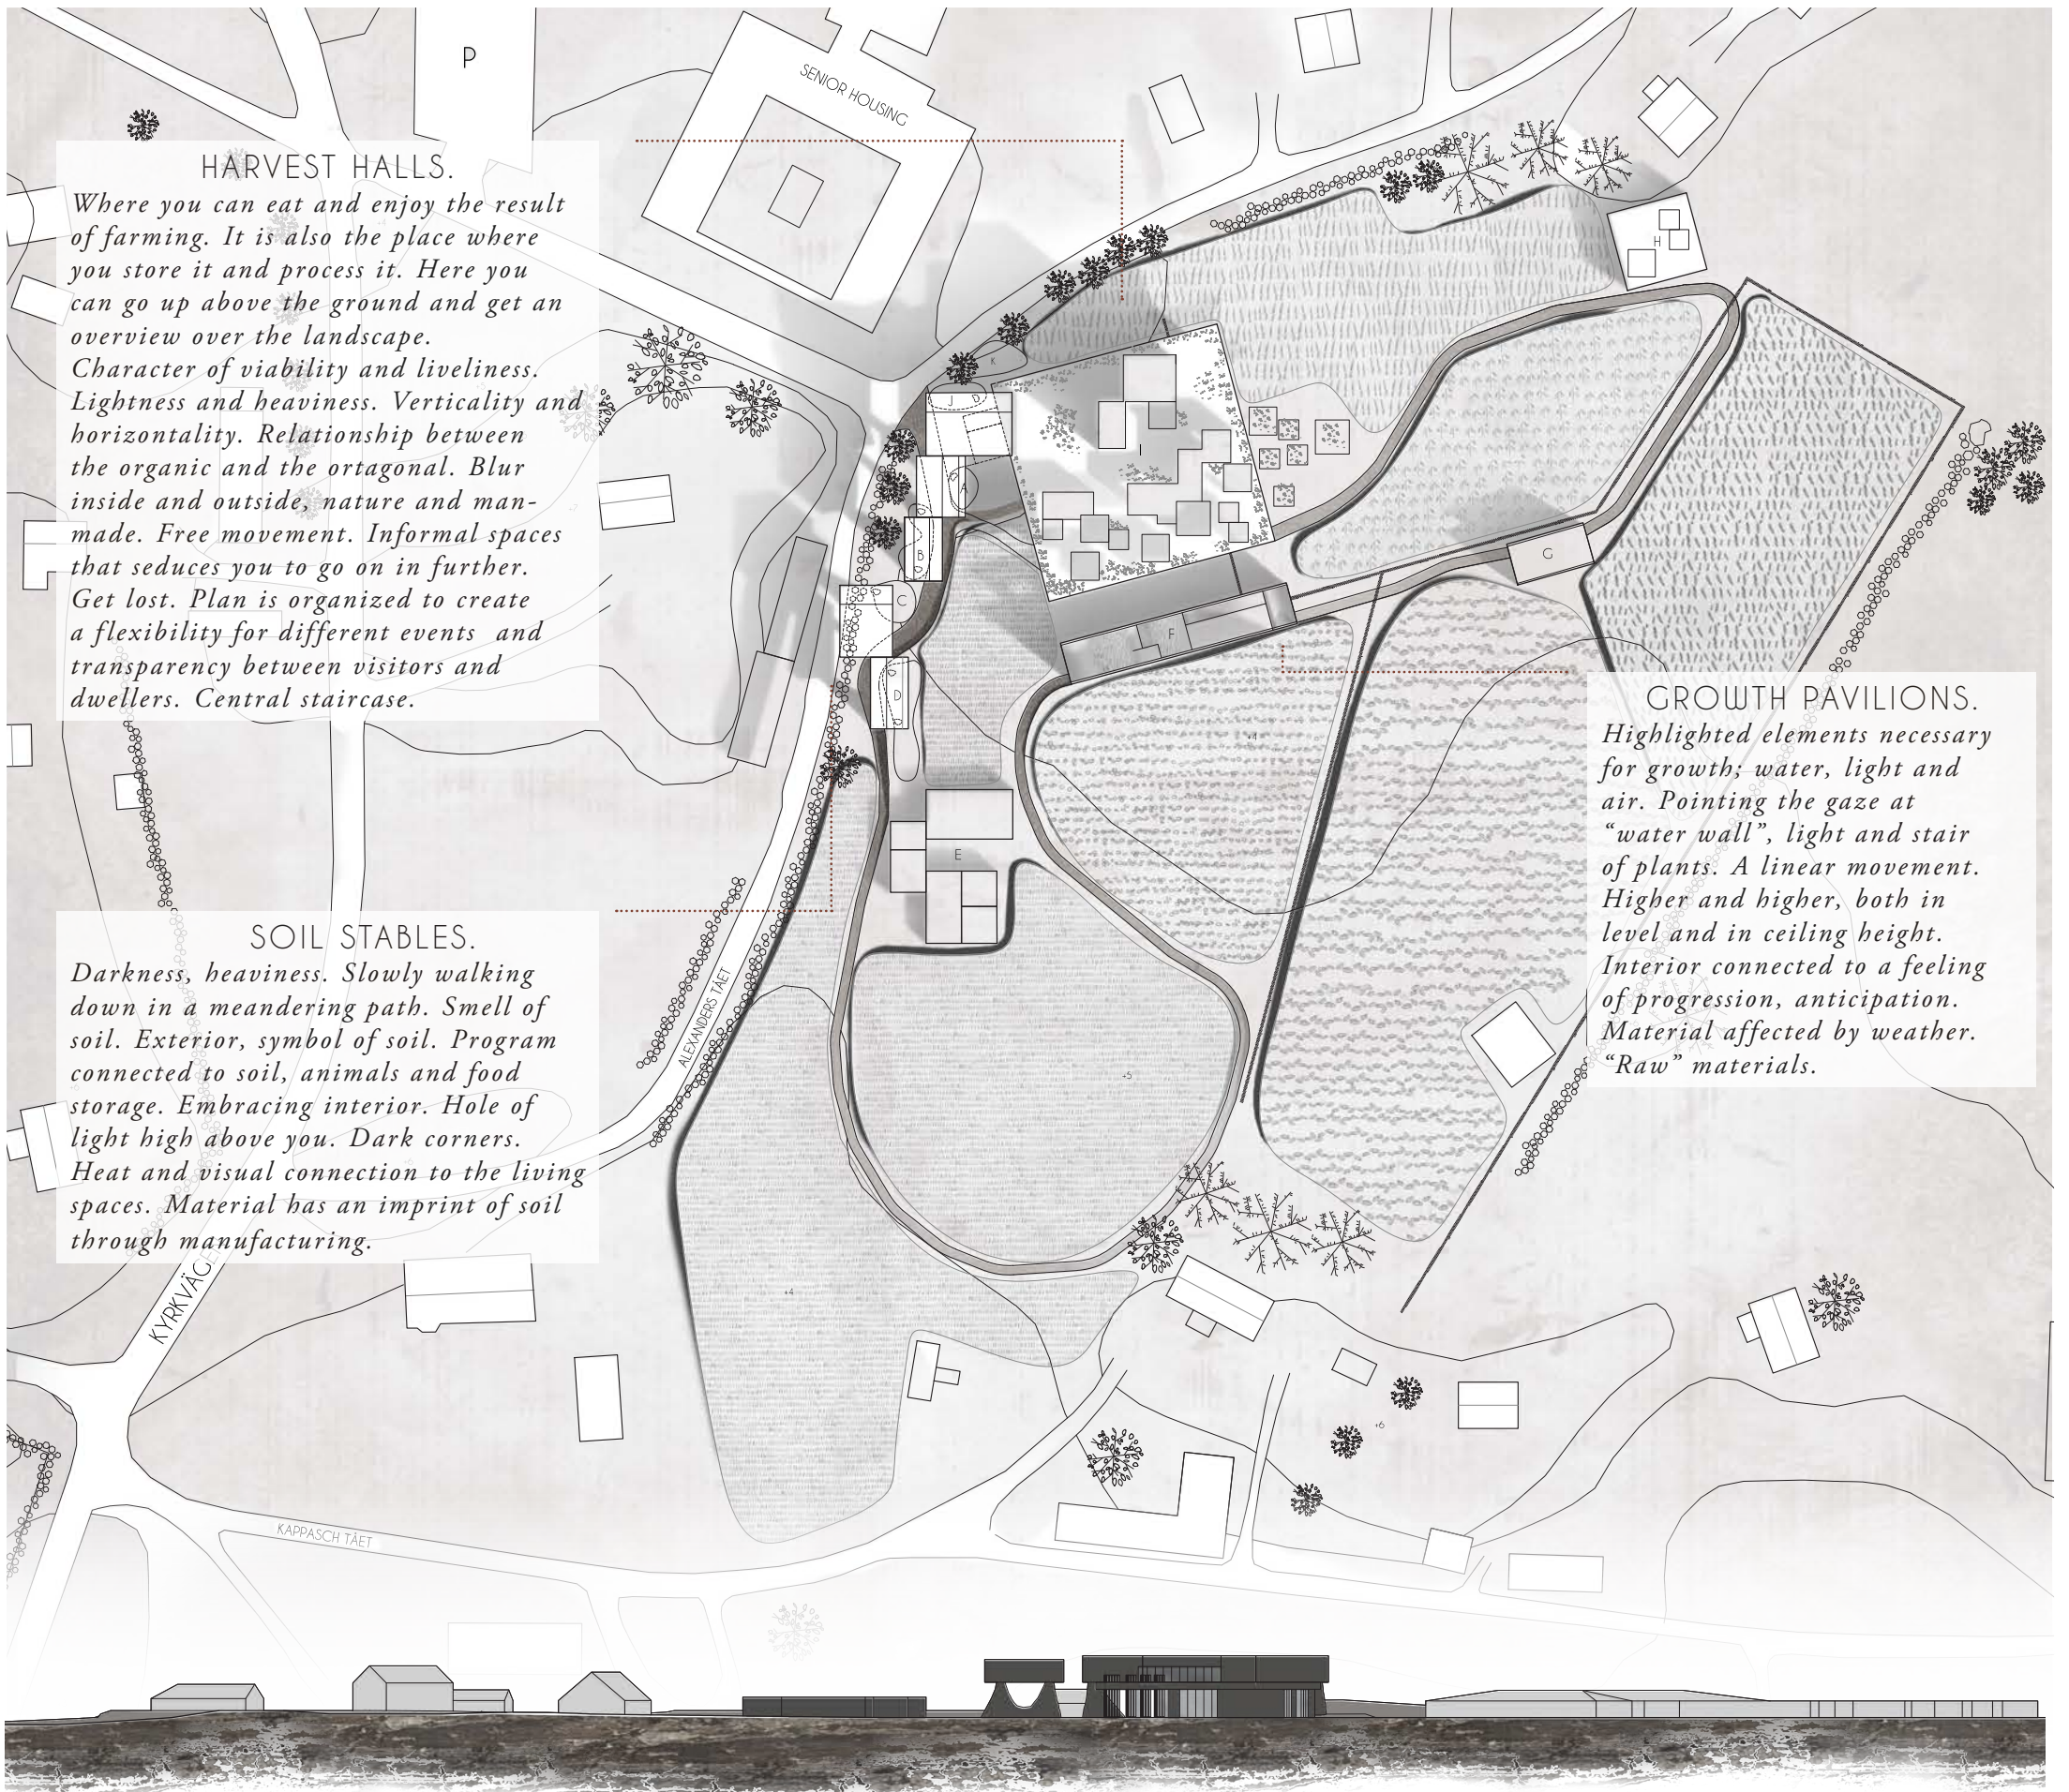 P
SENIOR HOUSING
HARVEST HALLS.
Where you can eat and enjoy the result
of farming. It is also the place where
you store it and process it. Here you
can go up above the ground and get an
overview over the landscape.
Character of viability and liveliness.
Lightness and heaviness. Verticality and
horizontality. Relationship between
the organic and the ortagonal. Blur
inside and outside, nature and man-
made. Free movement. Informal spaces
that seduces you to go on in further.
Get lost. Plan is organized to create
a flexibility for different events and
transparency between visitors and
dwellers. Central staircase.
H
K
J D
I
A
B
C
F
G
D
+4
E
GROWTH PAVILIONS.
Highlighted elements necessary
for growth; water, light and
air. Pointing the gaze at
“water wall”, light and stair
of plants. A linear movement.
Higher and higher, both in
level and in ceiling height.
Interior connected to a feeling
of progression, anticipation.
Material affected by weather.
“Raw” materials.
SOIL STABLES.
Darkness, heaviness. Slowly walking
down in a meandering path. Smell of
soil. Exterior, symbol of soil. Program
connected to soil, animals and food
storage. Embracing interior. Hole of
light high above you. Dark corners.
Heat and visual connection to the living
spaces. Material has an imprint of soil
through manufacturing.
ALEXANDERS TÅET
+5
+4
KYRKVÄG
+6
KAPPASCH TÅET